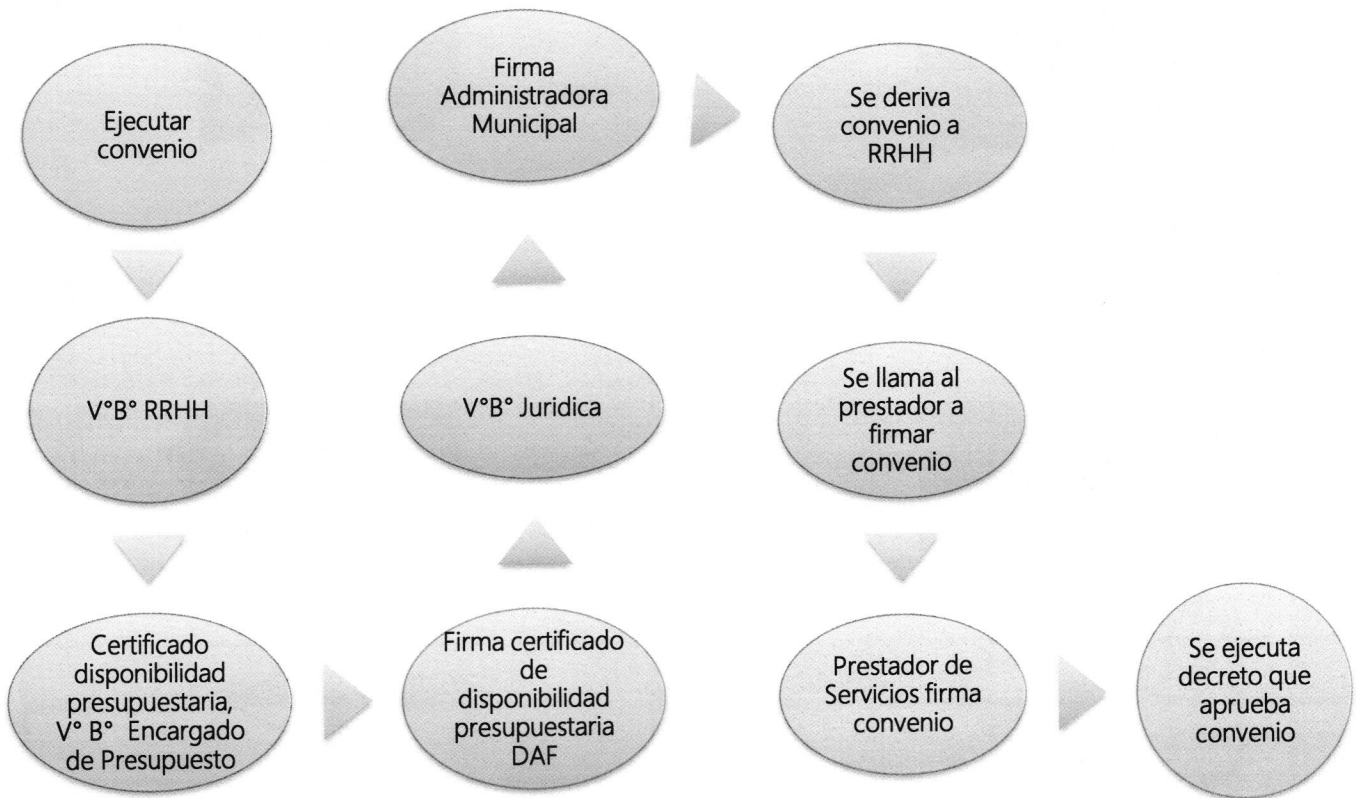 Ejecutar
convenio
V°B° RRHH
Certificado
disponibilidad
presupuestaria,
V° B° Encargado
de Presupuesto
Firma certificado
de
disponibilidad
presupuestaria
DAF
V°B° Juridica
Firma
Administradora
Municipal
Se deriva
convenio a
RRHH
Se llama al
prestador a
firmar
convenio
Prestador de
Servicios firma
convenio
Se ejecuta
decreto que
aprueba
convenio